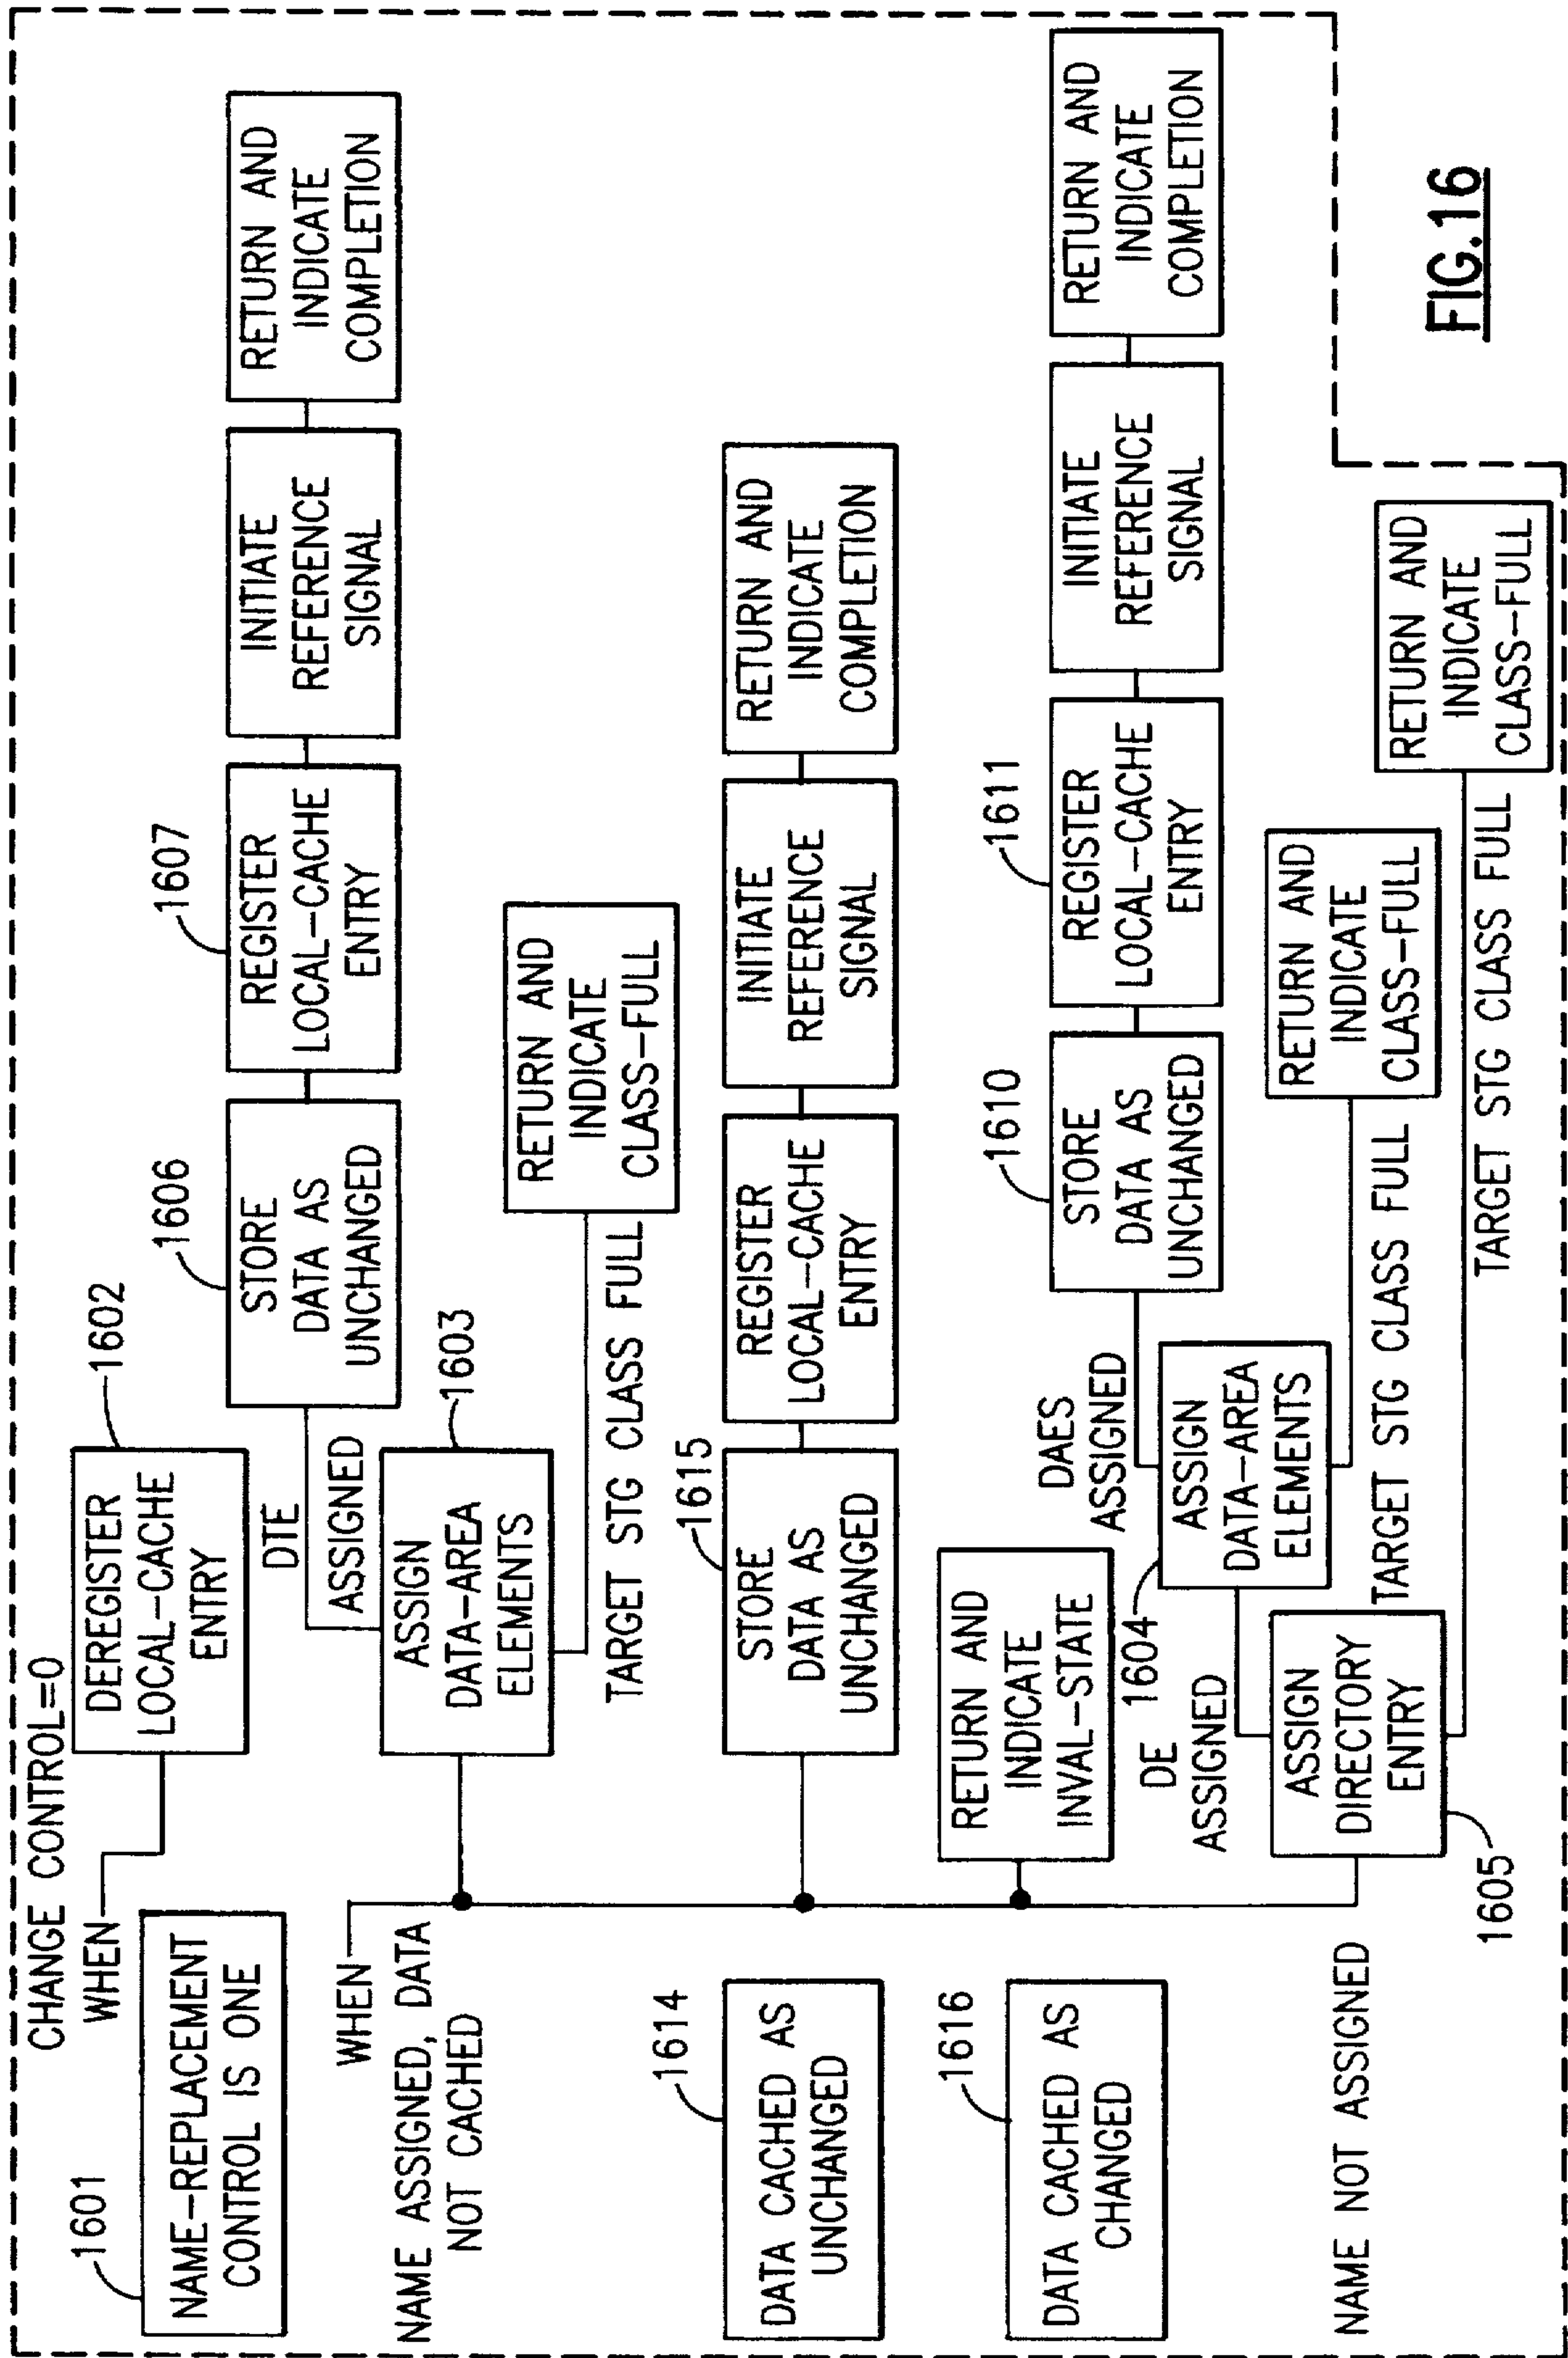 CHANGE CONTROL=0
WHEN
1601
NAME-REPLACEMENT
CONTROL IS ONE
1602
DEREGISTER
LOCAL-CACHE
ENTRY
WHEN
NAME ASSIGNED, DATA
NOT CACHED
1603
ASSIGN
DATA-AREA
ELEMENTS
DTE
ASSIGNED
1606
STORE
DATA AS
UNCHANGED
1607
REGISTER
LOCAL-CACHE
ENTRY
INITIATE
REFERENCE
SIGNAL
RETURN AND
INDICATE
COMPLETION
TARGET STG CLASS FULL
RETURN AND
INDICATE
CLASS-FULL
1614
DATA CACHED AS
UNCHANGED
1615
STORE
DATA AS
UNCHANGED
REGISTER
LOCAL-CACHE
ENTRY
INITIATE
REFERENCE
SIGNAL
RETURN AND
INDICATE
COMPLETION
1616
DATA CACHED AS
CHANGED
RETURN AND
INDICATE
INVAL-STATE
NAME NOT ASSIGNED
1605
ASSIGN
DIRECTORY
ENTRY
DE
ASSIGNED
1604
ASSIGN
DATA-AREA
ELEMENTS
DAES
ASSIGNED
1610
STORE
DATA AS
UNCHANGED
1611
REGISTER
LOCAL-CACHE
ENTRY
INITIATE
REFERENCE
SIGNAL
RETURN AND
INDICATE
COMPLETION
TARGET STG CLASS FULL
RETURN AND
INDICATE
CLASS-FULL
TARGET STG CLASS FULL
RETURN AND
INDICATE
CLASS-FULL
FIG.16